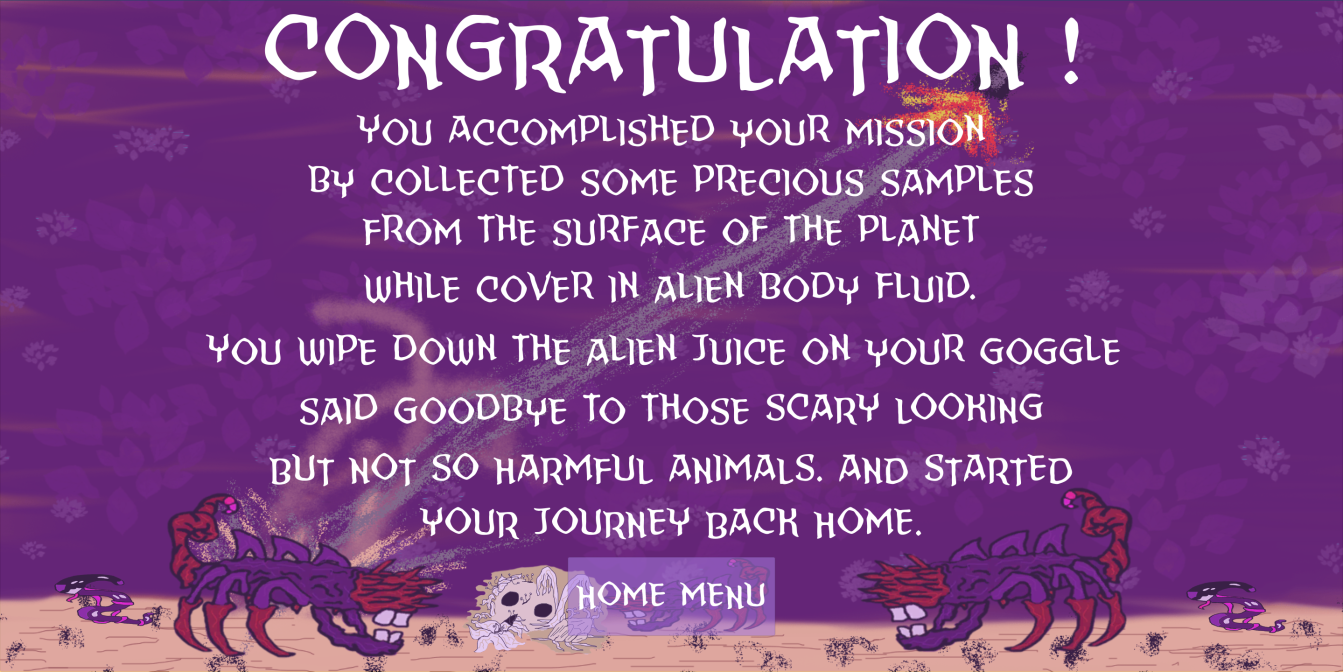 CONGRATULATION !
YOU ACCOMPLISHED YOUR MISSION
BY COLLECTED SOME PRECIOUS SAMPLES
FROM THE SURFACE OF THE PLANET
WHILE COVER IN ALIEN BODY FLUID.
YOU WIPE DOWN THE ALIEN JUICE ON YOUR GOGGLE
SAID GOODBYE TO THOSE SCARY LOOKING
BUT NOT SO HARMFUL ANIMALS. AND STARTED
YOUR JOURNEY BACK HOME.
HOME MENU